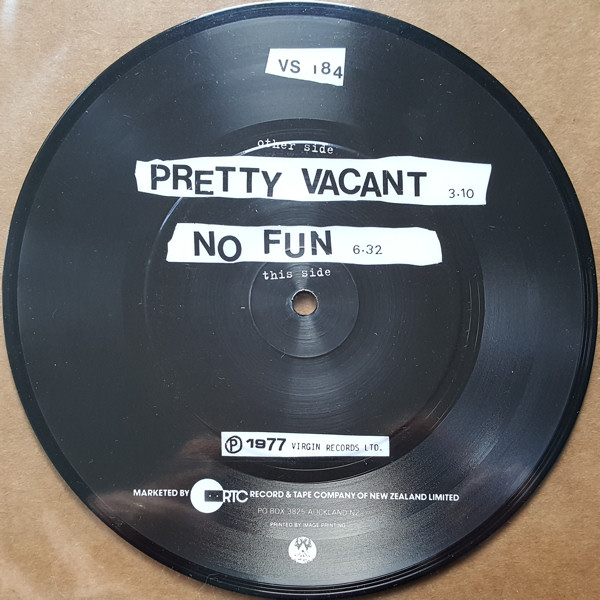 VS 184
other side
PRETTY VACANT 3·10
NO FUN 6·32
this side
Ⓟ 1977 VIRGIN RECORDS LTD.
MARKETED BY RTC RECORD & TAPE COMPANY OF NEW ZEALAND LIMITED
PO BOX 3825 AUCKLAND NZ
PRINTED BY IMAGE PRINTING